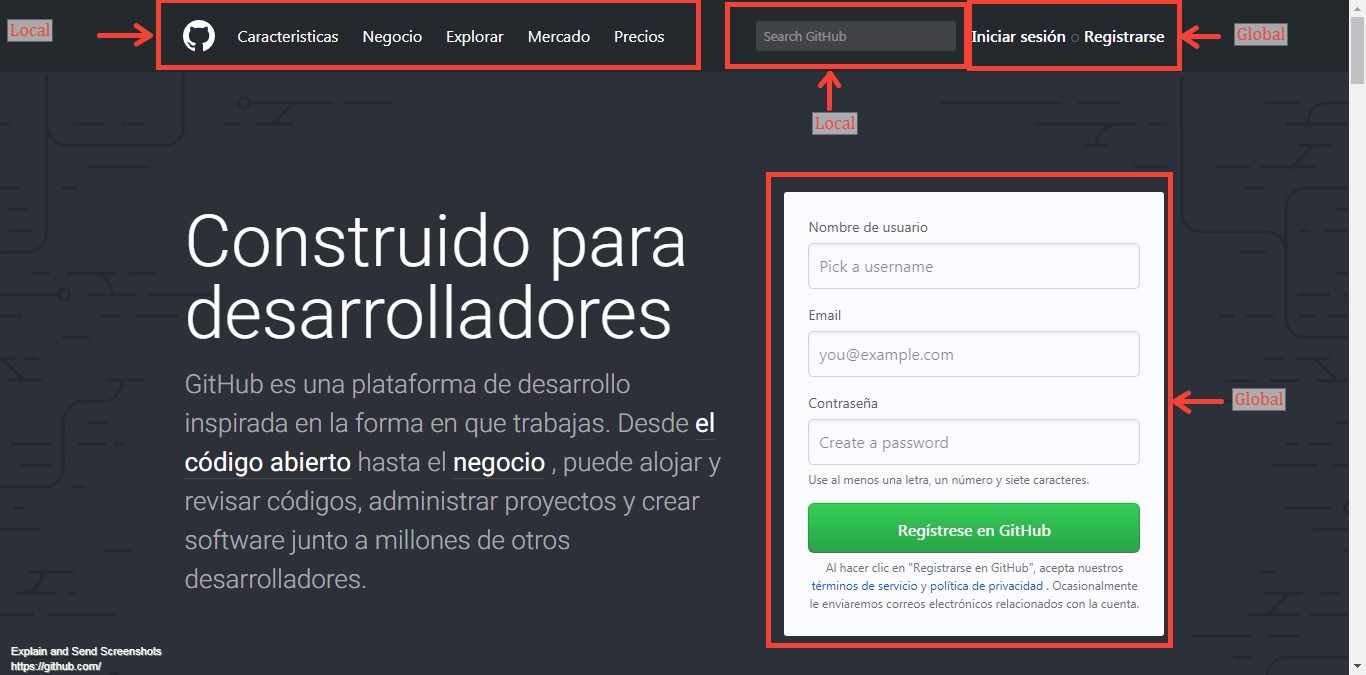 Local
Caracteristicas Negocio Explorar Mercado Precios
Search GitHub
Iniciar sesión o Registrarse
Global
Local
Construido para
desarrolladores
GitHub es una plataforma de desarrollo
inspirada en la forma en que trabajas. Desde el
código abierto hasta el negocio , puede alojar y
revisar códigos, administrar proyectos y crear
software junto a millones de otros
desarrolladores.
Nombre de usuario
Pick a username
Email
you@example.com
Contraseña
Create a password
Use al menos una letra, un número y siete caracteres.
Regístrese en GitHub
Al hacer clic en "Registrarse en GitHub", acepta nuestros
términos de servicio y política de privacidad . Ocasionalmente
le enviaremos correos electrónicos relacionados con la cuenta.
Global
Explain and Send Screenshots
https://github.com/